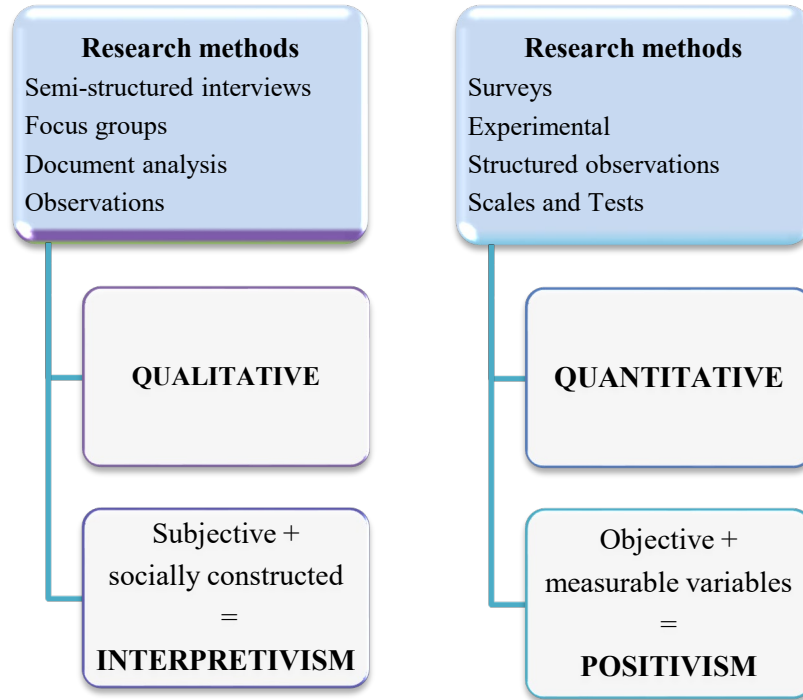 Research methods
Semi-structured interviews
Focus groups
Document analysis
Observations
QUALITATIVE
Subjective +
socially constructed
=
INTERPRETIVISM
Research methods
Surveys
Experimental
Structured observations
Scales and Tests
QUANTITATIVE
Objective +
measurable variables
=
POSITIVISM